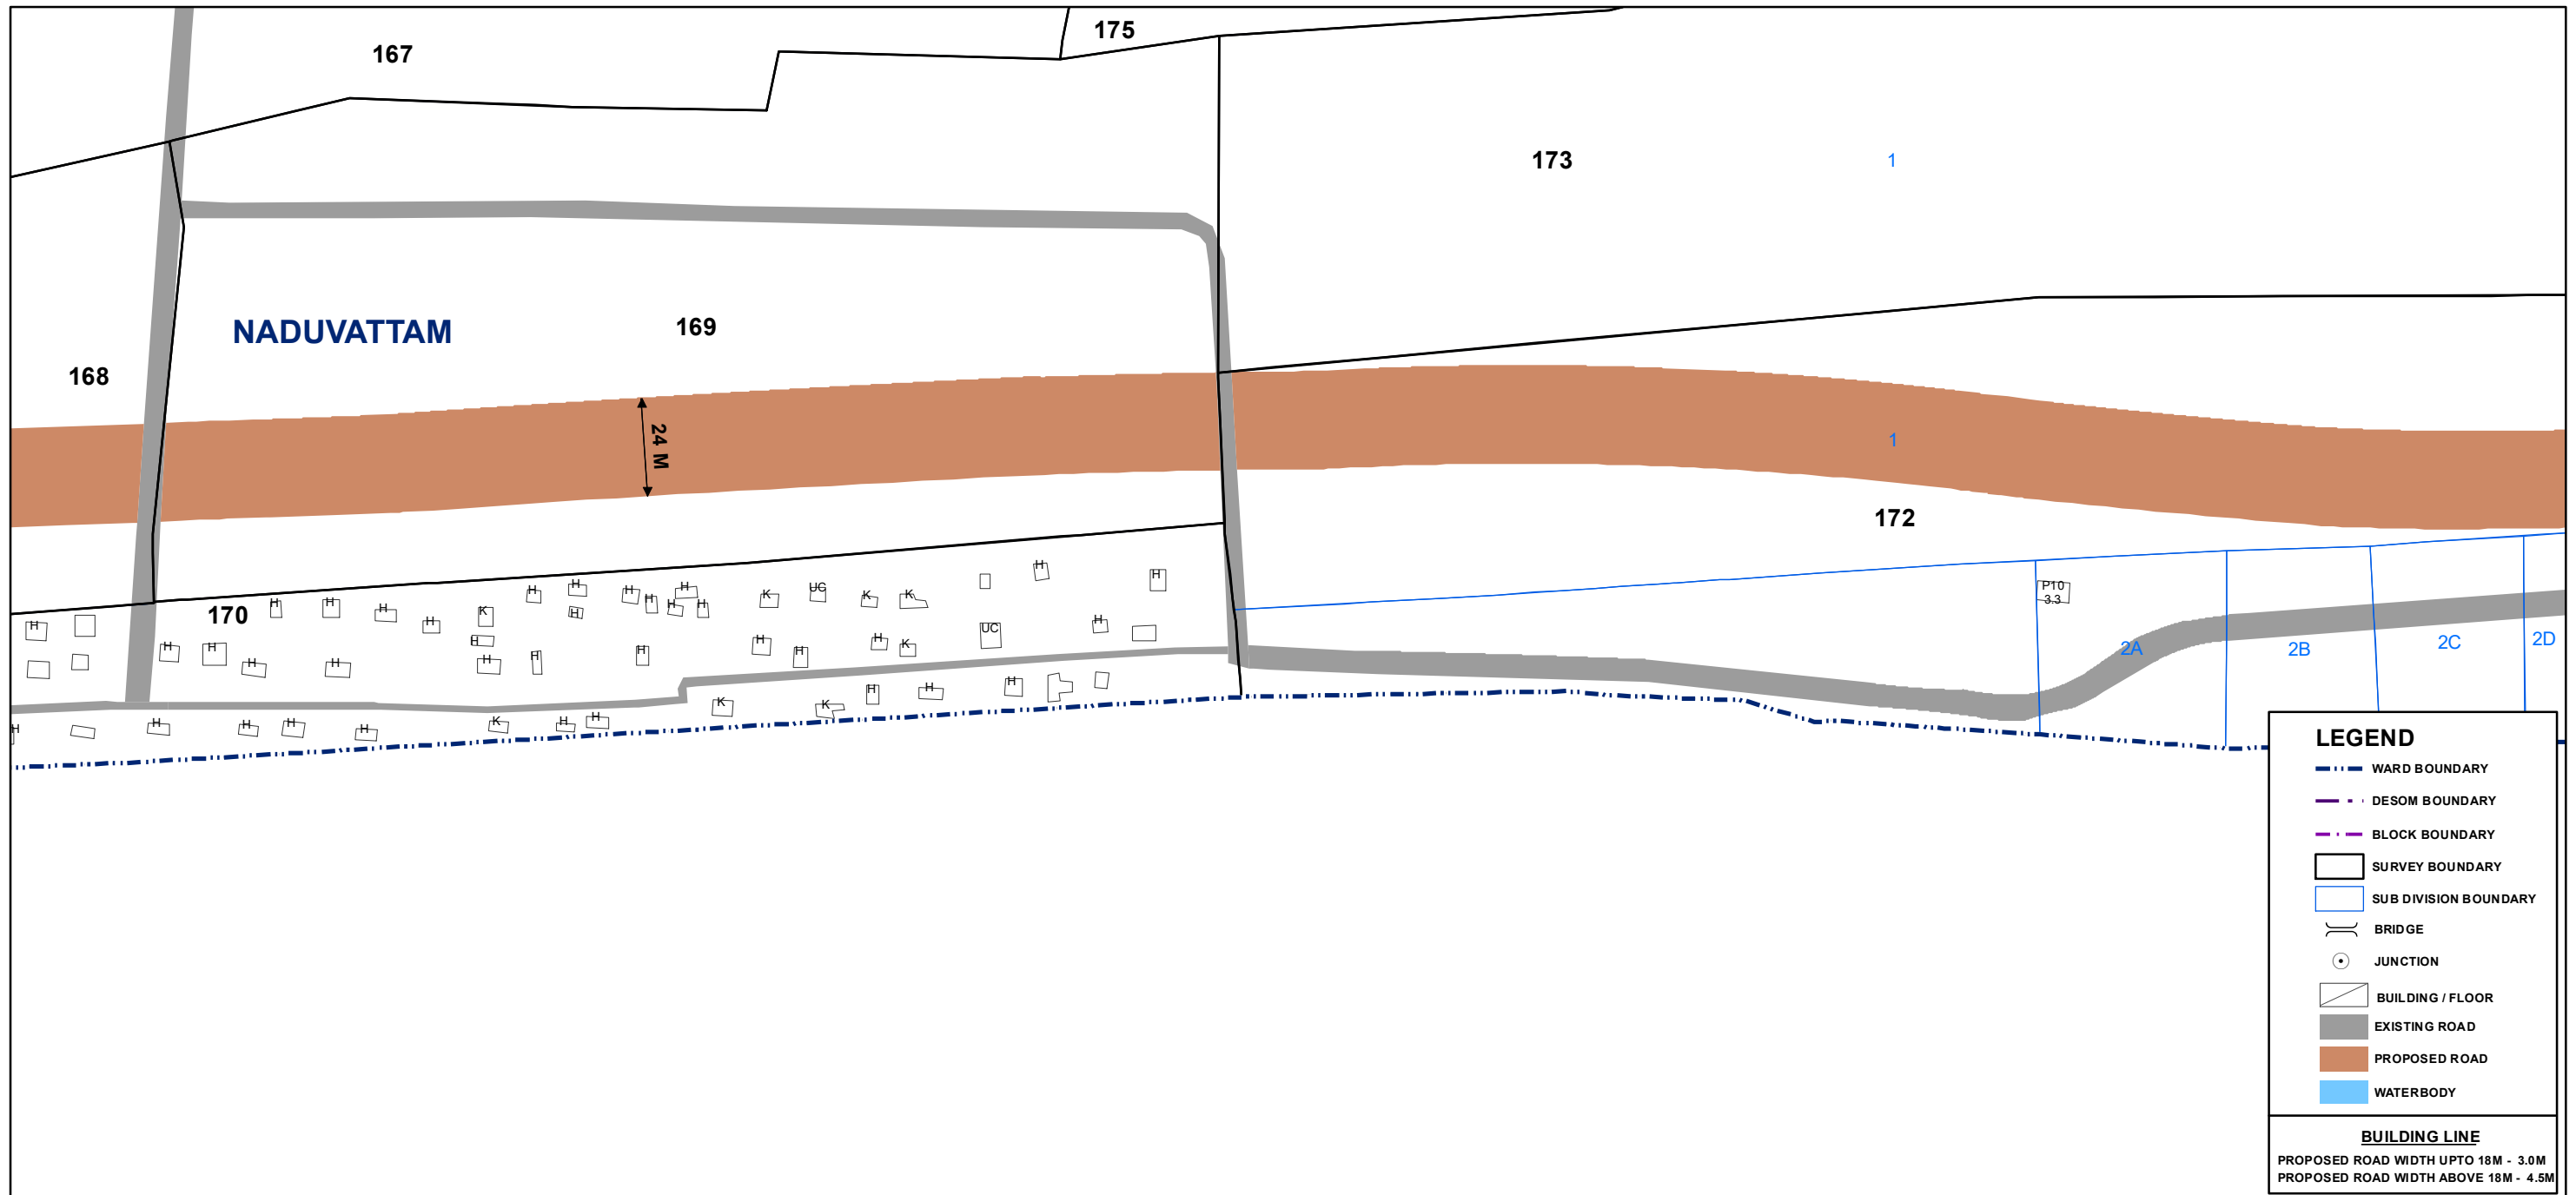 175
167
173
1
NADUVATTAM
169
168
24 M
1
172
170
H
H
H
H
H
H
H
H
H
H
H
H
H
K
K
UC
K
K
H
H
P10
3.3
H
H
H
H
H
H
H
H
H
H
H
H
K
UC
H
2A
2B
2C
2D
K
K
H
H
H
H
H
H
H
H
K
H
H
LEGEND
WARD BOUNDARY
DESOM BOUNDARY
BLOCK BOUNDARY
SURVEY BOUNDARY
SUB DIVISION BOUNDARY
BRIDGE
JUNCTION
BUILDING / FLOOR
EXISTING ROAD
PROPOSED ROAD
WATERBODY
BUILDING LINE
PROPOSED ROAD WIDTH UPTO 18M - 3.0M
PROPOSED ROAD WIDTH ABOVE 18M - 4.5M